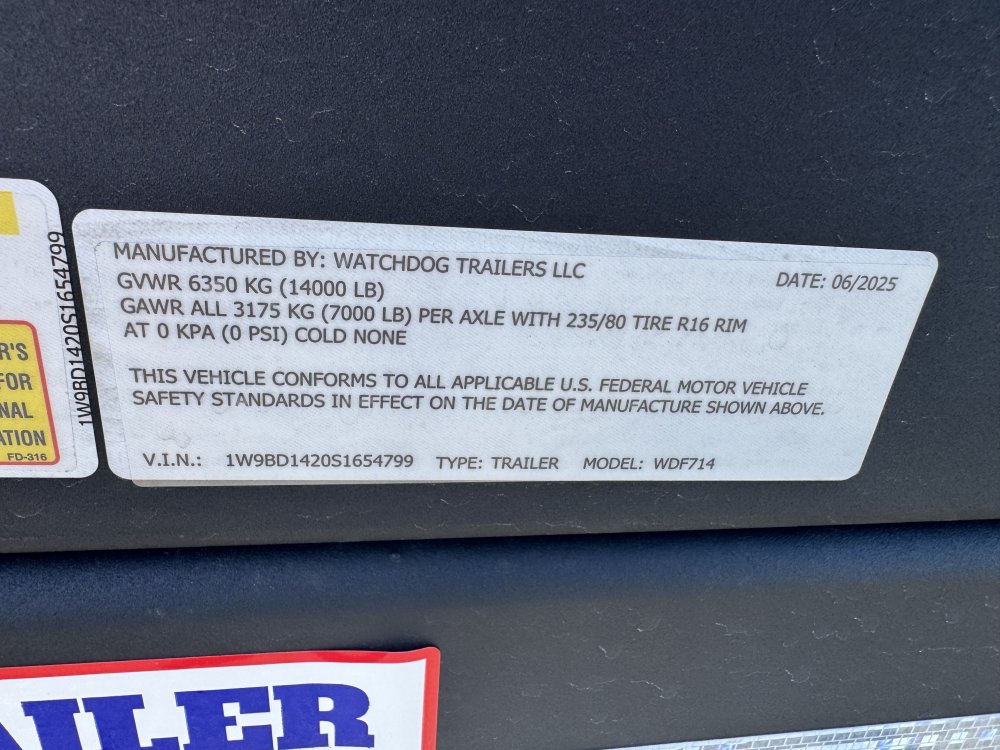 MANUFACTURED BY: WATCHDOG TRAILERS LLC DATE: 06/2025
GVWR 6350 KG (14000 LB)
GAWR ALL 3175 KG (7000 LB) PER AXLE WITH 235/80 TIRE R16 RIM
AT 0 KPA (0 PSI) COLD NONE
THIS VEHICLE CONFORMS TO ALL APPLICABLE U.S. FEDERAL MOTOR VEHICLE
SAFETY STANDARDS IN EFFECT ON THE DATE OF MANUFACTURE SHOWN ABOVE.
V.I.N.: 1W9BD1420S1654799 TYPE: TRAILER MODEL: WDF714
1W9BD1420S1654799
R'S
FOR
NAL
ATION
FD-316
AILER